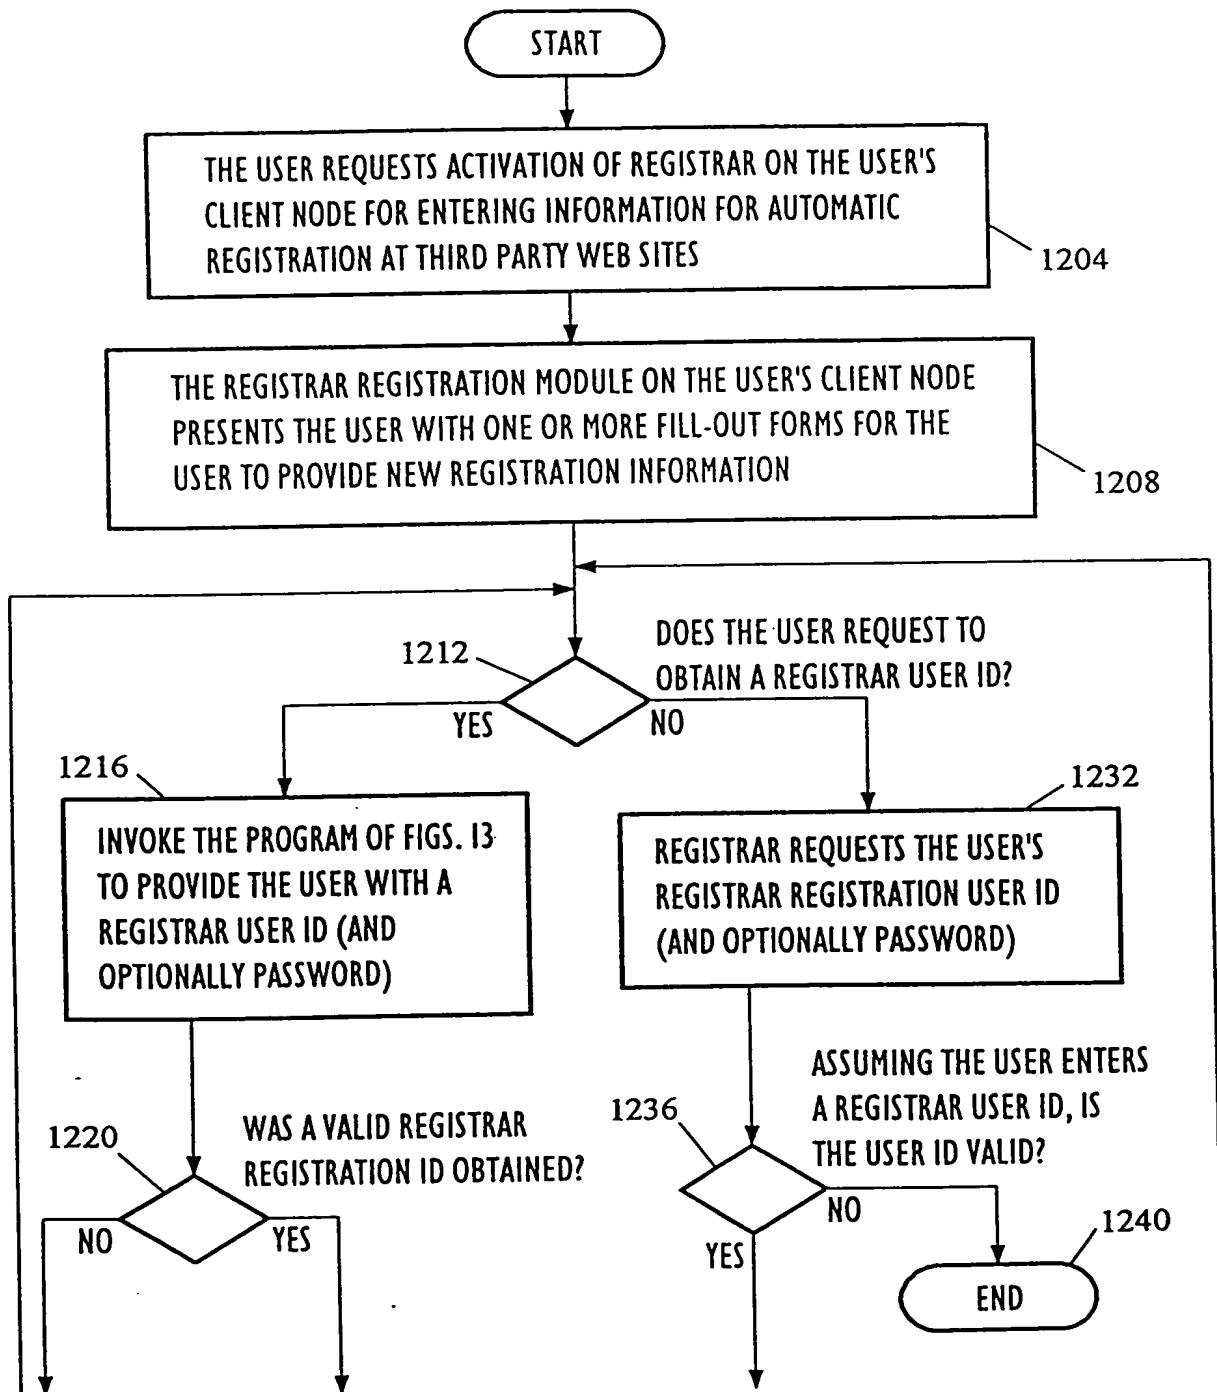 START
THE USER REQUESTS ACTIVATION OF REGISTRAR ON THE USER'S
CLIENT NODE FOR ENTERING INFORMATION FOR AUTOMATIC
REGISTRATION AT THIRD PARTY WEB SITES
1204
THE REGISTRAR REGISTRATION MODULE ON THE USER'S CLIENT NODE
PRESENTS THE USER WITH ONE OR MORE FILL-OUT FORMS FOR THE
USER TO PROVIDE NEW REGISTRATION INFORMATION
1208
1212
DOES THE USER REQUEST TO
OBTAIN A REGISTRAR USER ID?
YES
NO
1216
INVOKE THE PROGRAM OF FIGS. 13
TO PROVIDE THE USER WITH A
REGISTRAR USER ID (AND
OPTIONALLY PASSWORD)
1232
REGISTRAR REQUESTS THE USER'S
REGISTRAR REGISTRATION USER ID
(AND OPTIONALLY PASSWORD)
1220
WAS A VALID REGISTRAR
REGISTRATION ID OBTAINED?
NO
YES
1236
ASSUMING THE USER ENTERS
A REGISTRAR USER ID, IS
THE USER ID VALID?
NO
YES
1240
END